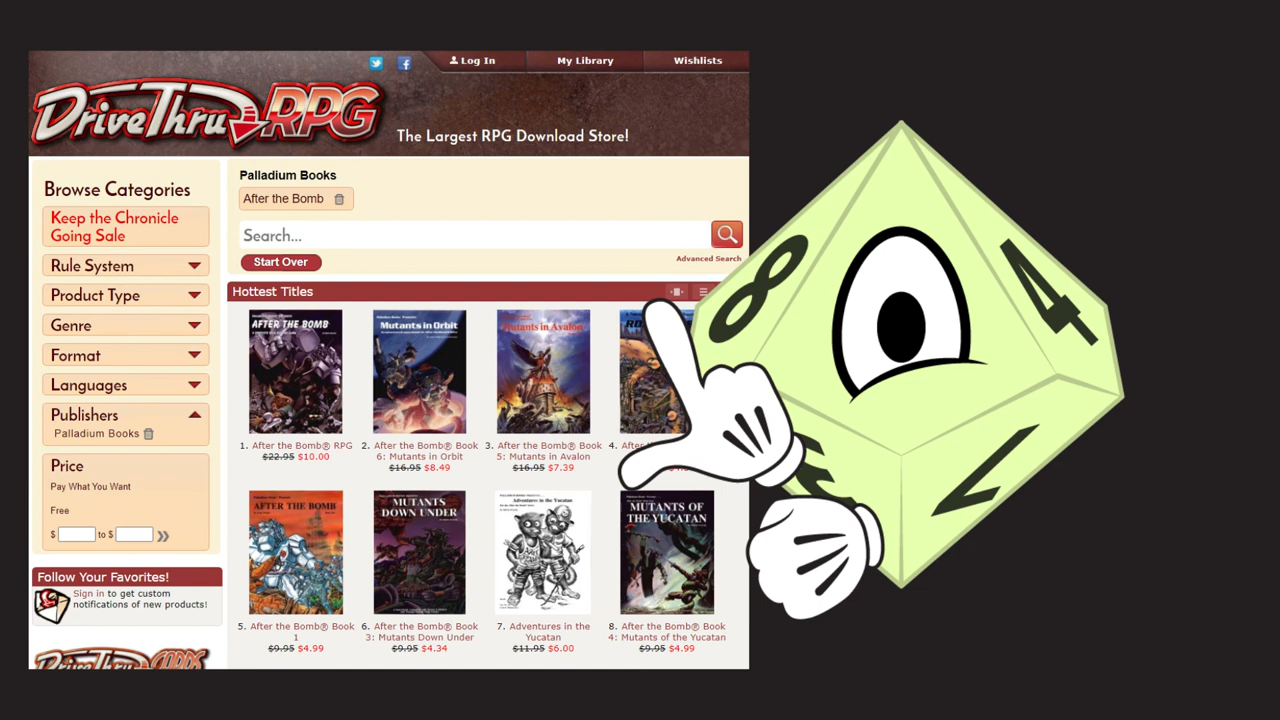 Log In
My Library
Wishlists
DriveThruRPG
The Largest RPG Download Store!
Browse Categories
Keep the Chronicle
Going Sale
Rule System
Product Type
Genre
Format
Languages
Publishers
Palladium Books
Price
Pay What You Want
Free
$ to $
Follow Your Favorites!
Sign in to get custom
notifications of new products!
DriveThru
Palladium Books
After the Bomb
Search...
Start Over
Advanced Search
Hottest Titles
AFTER THE BOMB
Mutants in Orbit
Mutants in Avalon
1. After the Bomb® RPG
$22.95 $10.00
2. After the Bomb® Book
6: Mutants in Orbit
$16.95 $8.49
3. After the Bomb® Book
5: Mutants in Avalon
$16.95 $7.39
4.
AFTER THE BOMB
MUTANTS
DOWN UNDER
Adventures in the
Yucatan
MUTANTS OF
THE YUCATAN
5. After the Bomb® Book
1
$9.95 $4.99
6. After the Bomb® Book
3: Mutants Down Under
$9.95 $4.34
7. Adventures in the
Yucatan
$11.95 $6.00
8. After the Bomb® Book
4: Mutants of the Yucatan
$9.95 $4.99
8
4
7